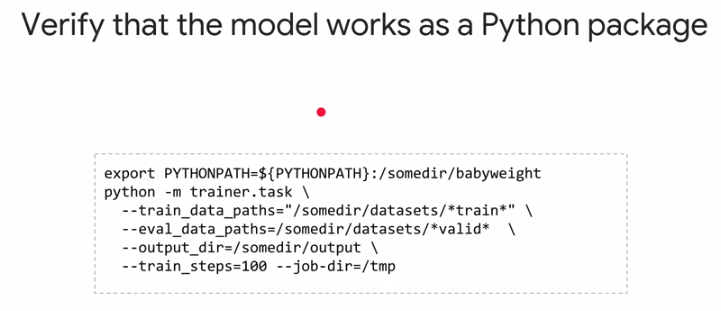 Verify that the model works as a Python package
export PYTHONPATH=${PYTHONPATH}:/somedir/babyweight
python -m trainer.task \
--train_data_paths="/somedir/datasets/*train*" \
--eval_data_paths=/somedir/datasets/*valid* \
--output_dir=/somedir/output \
--train_steps=100 --job-dir=/tmp